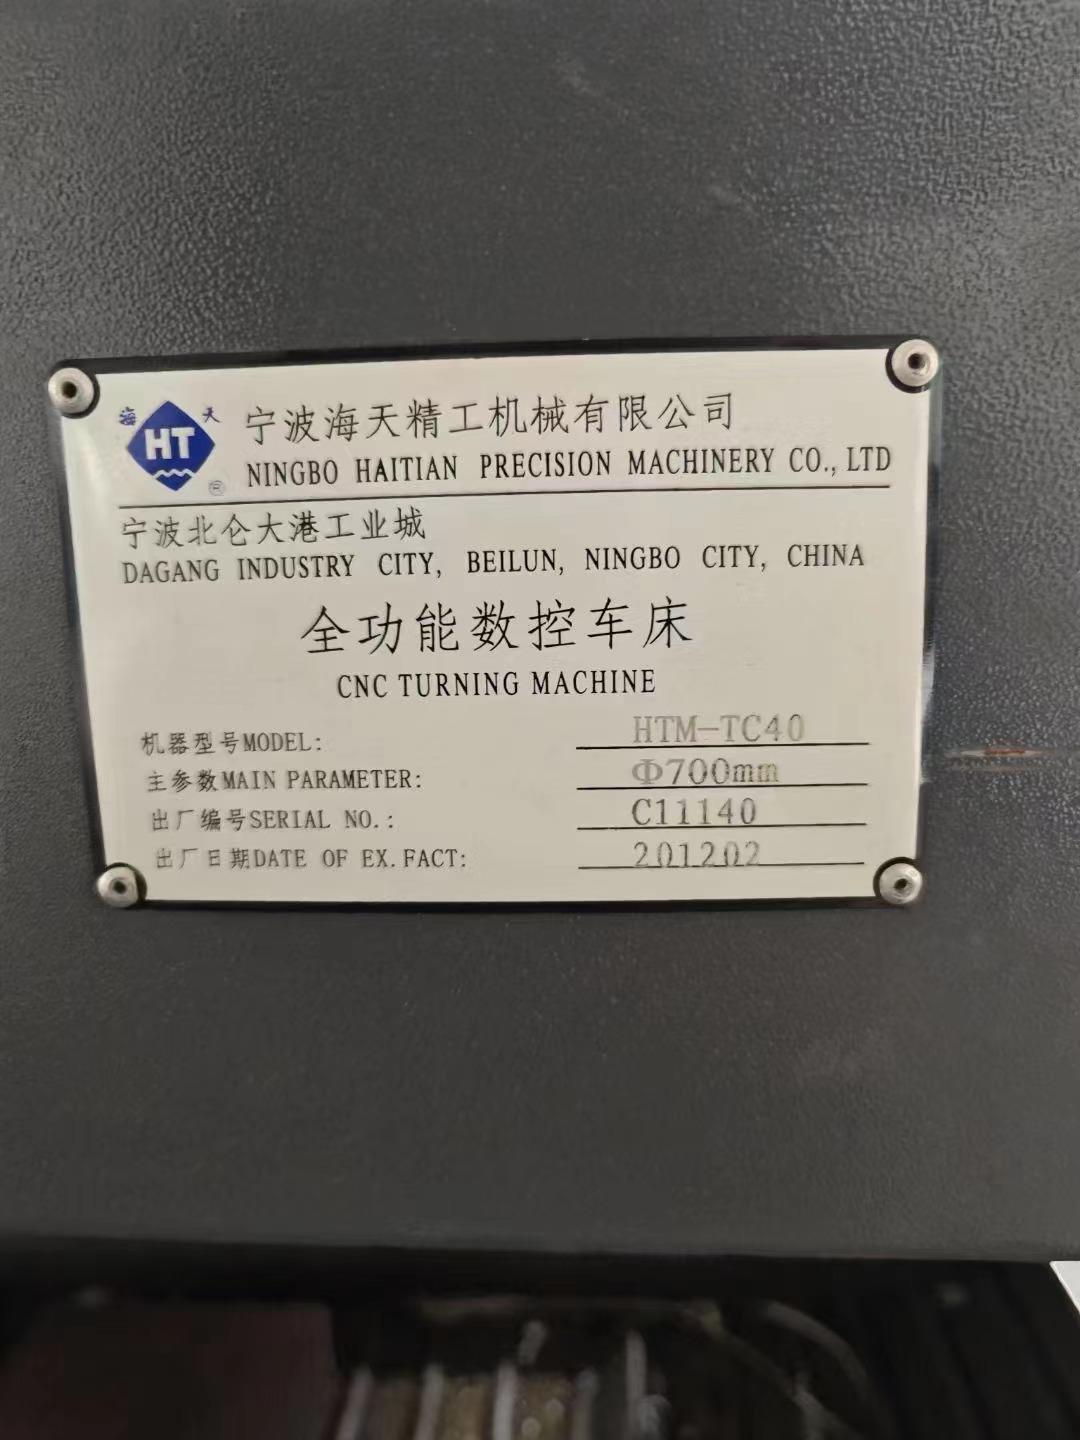 海 天
HT
®
宁波海天精工机械有限公司
NINGBO HAITIAN PRECISION MACHINERY CO., LTD
宁波北仑大港工业城
DAGANG INDUSTRY CITY, BEILUN, NINGBO CITY, CHINA
全功能数控车床
CNC TURNING MACHINE
机器型号MODEL: HTM-TC40
主参数MAIN PARAMETER: Φ700mm
出厂编号SERIAL NO.: C11140
出厂日期DATE OF EX.FACT: 201202